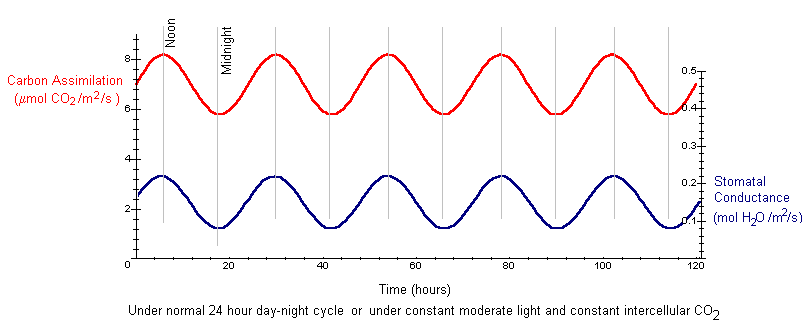 Noon
Midnight
8
6
4
2
0
Carbon Assimilation
(μmol CO2/m2/s )
0.5
0.4
0.3
0.2
0.1
Stomatal
Conductance
(mol H2O/m2/s)
20
40
60
80
100
120
Time (hours)
Under normal 24 hour day-night cycle or under constant moderate light and constant intercellular CO2